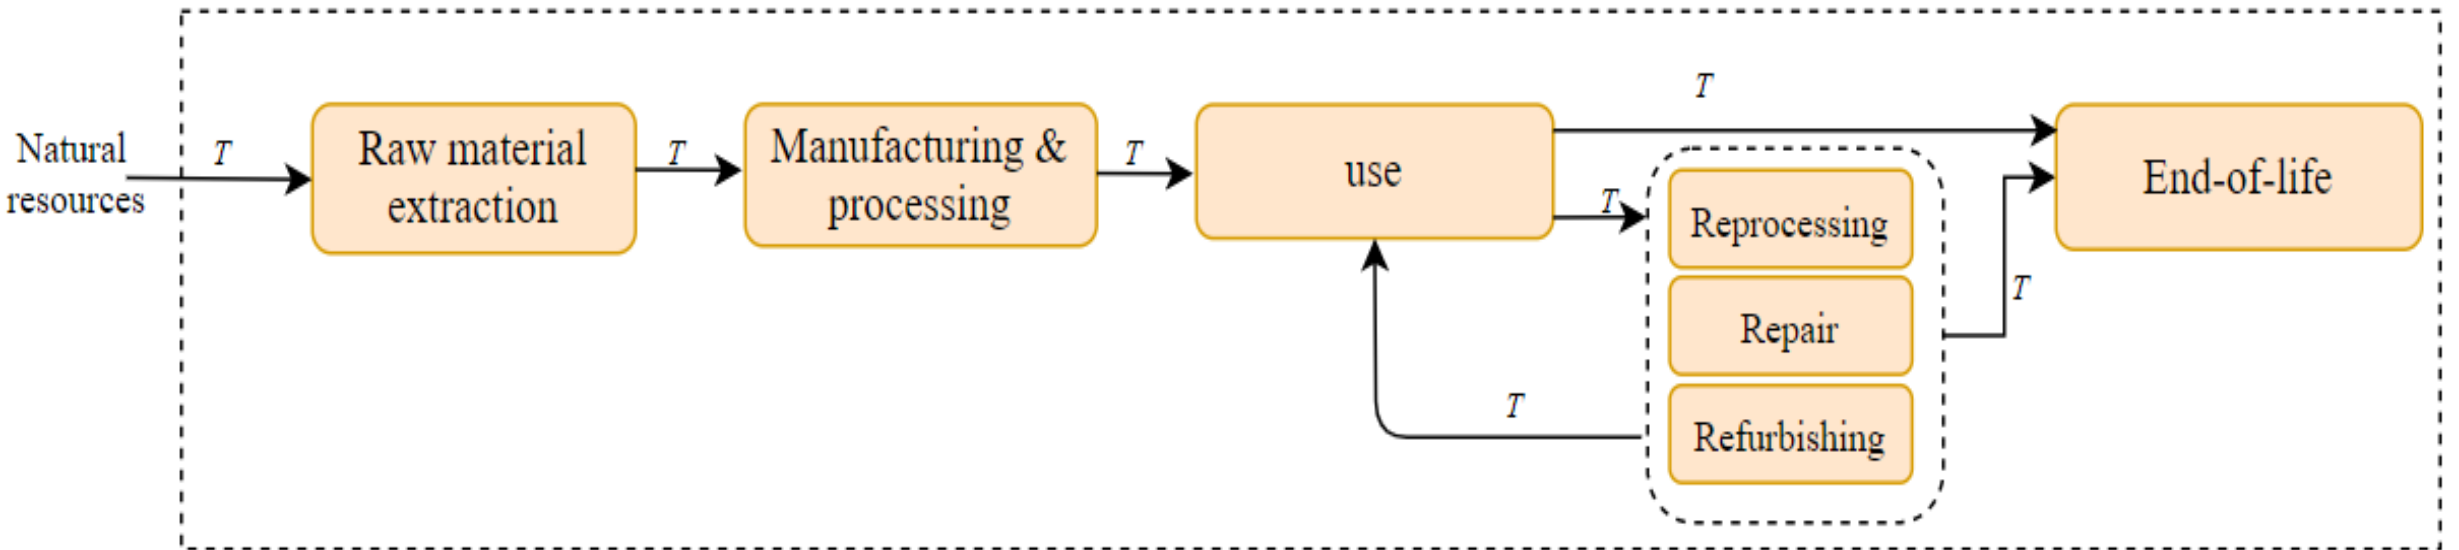 Natural
resources
T
Raw material
extraction
T
Manufacturing &
processing
T
use
T
T
Reprocessing
Repair
Refurbishing
T
T
End-of-life